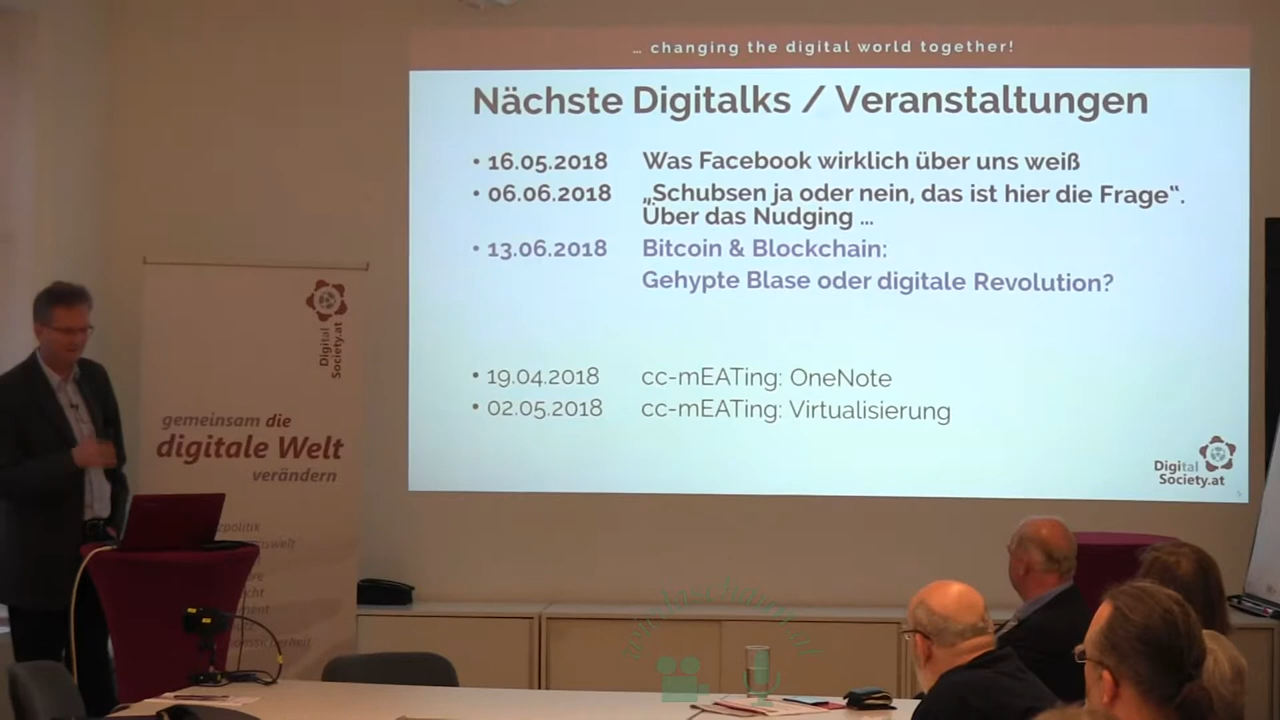 … changing the digital world together!
Nächste Digitalks / Veranstaltungen
• 16.05.2018 Was Facebook wirklich über uns weiß
• 06.06.2018 „Schubsen ja oder nein, das ist hier die Frage“.
Über das Nudging …
• 13.06.2018 Bitcoin & Blockchain:
Gehypte Blase oder digitale Revolution?
• 19.04.2018 cc-mEATing: OneNote
• 02.05.2018 cc-mEATing: Virtualisierung
Digital
Society.at
5
Digital
Society.at
gemeinsam die
digitale Welt
verändern